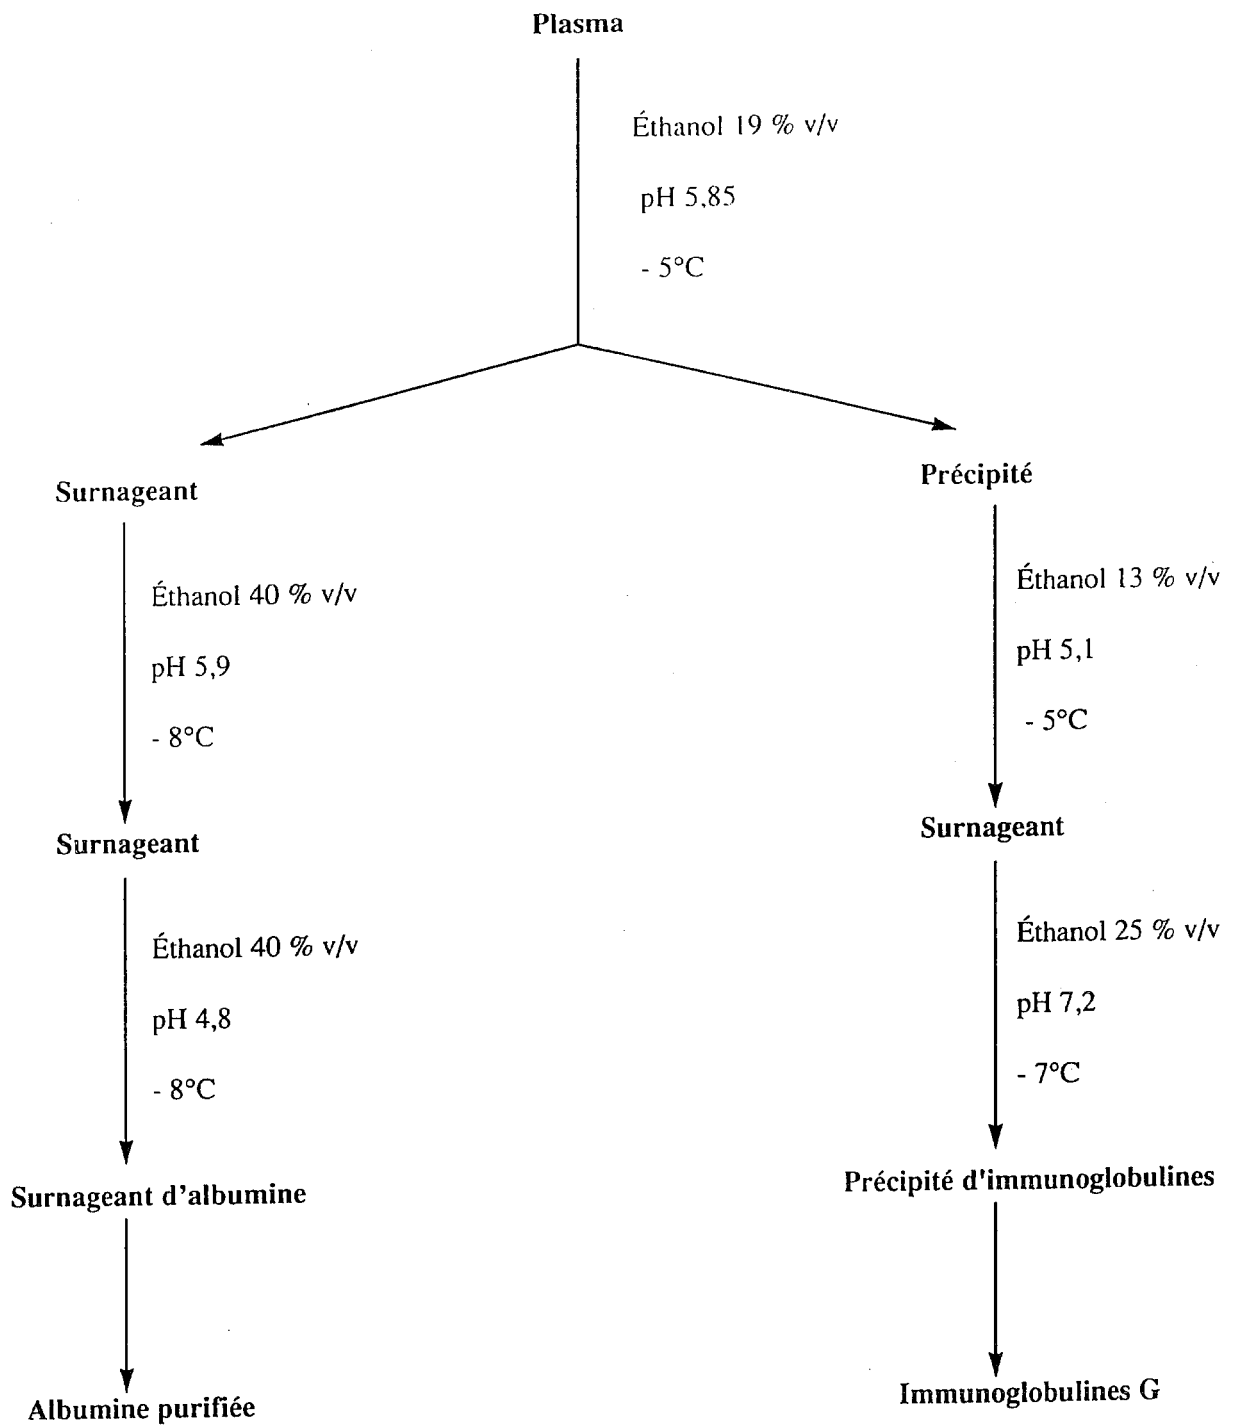 Plasma
Éthanol 19 % v/v
pH 5,85
- 5°C
Surnageant
Éthanol 40 % v/v
pH 5,9
- 8°C
Surnageant
Éthanol 40 % v/v
pH 4,8
- 8°C
Surnageant d'albumine
Albumine purifiée
Précipité
Éthanol 13 % v/v
pH 5,1
- 5°C
Surnageant
Éthanol 25 % v/v
pH 7,2
- 7°C
Précipité d'immunoglobulines
Immunoglobulines G